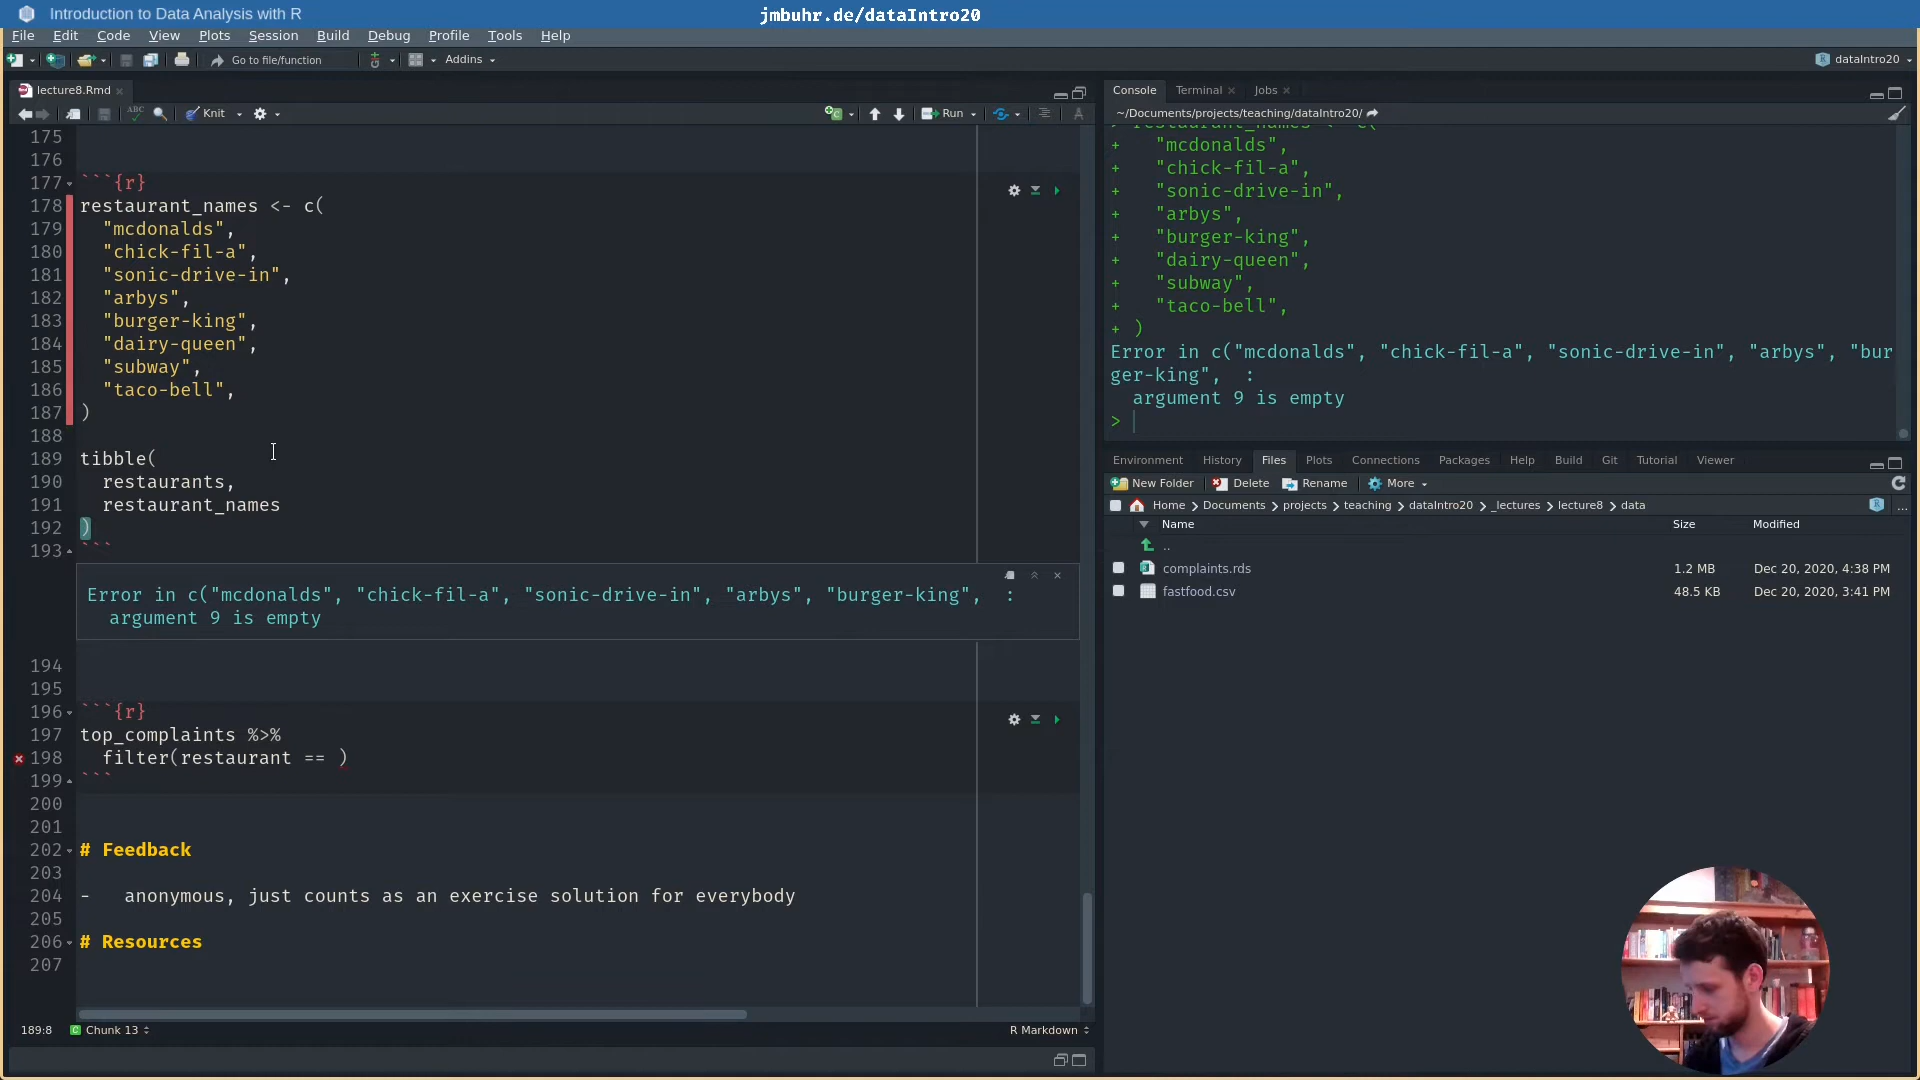 Introduction to Data Analysis with R
jmbuhr.de/dataIntro20
File Edit Code View Plots Session Build Debug Profile Tools Help
Go to file/function Addins dataIntro20
lecture8.Rmd
ABC Knit Run
175
176
177 ```{r}
178 restaurant_names <- c(
179 "mcdonalds",
180 "chick-fil-a",
181 "sonic-drive-in",
182 "arbys",
183 "burger-king",
184 "dairy-queen",
185 "subway",
186 "taco-bell",
187 )
188
189 tibble(
190 restaurants,
191 restaurant_names
192 )
193 ```
Error in c("mcdonalds", "chick-fil-a", "sonic-drive-in", "arbys", "burger-king",  :
argument 9 is empty
194
195
196 ```{r}
197 top_complaints %>%
198 filter(restaurant == )
199 ```
200
201
202 # Feedback
203
204 - anonymous, just counts as an exercise solution for everybody
205
206 # Resources
207
189:8 C Chunk 13 R Markdown
Console Terminal Jobs
~/Documents/projects/teaching/dataIntro20/
> restaurant_names <- c(
+ "mcdonalds",
+ "chick-fil-a",
+ "sonic-drive-in",
+ "arbys",
+ "burger-king",
+ "dairy-queen",
+ "subway",
+ "taco-bell",
+ )
Error in c("mcdonalds", "chick-fil-a", "sonic-drive-in", "arbys", "bur
ger-king",  :
argument 9 is empty
>
Environment History Files Plots Connections Packages Help Build Git Tutorial Viewer
New Folder Delete Rename More
Home Documents projects teaching dataIntro20 _lectures lecture8 data ...
Name Size Modified
..
complaints.rds 1.2 MB Dec 20, 2020, 4:38 PM
fastfood.csv 48.5 KB Dec 20, 2020, 3:41 PM